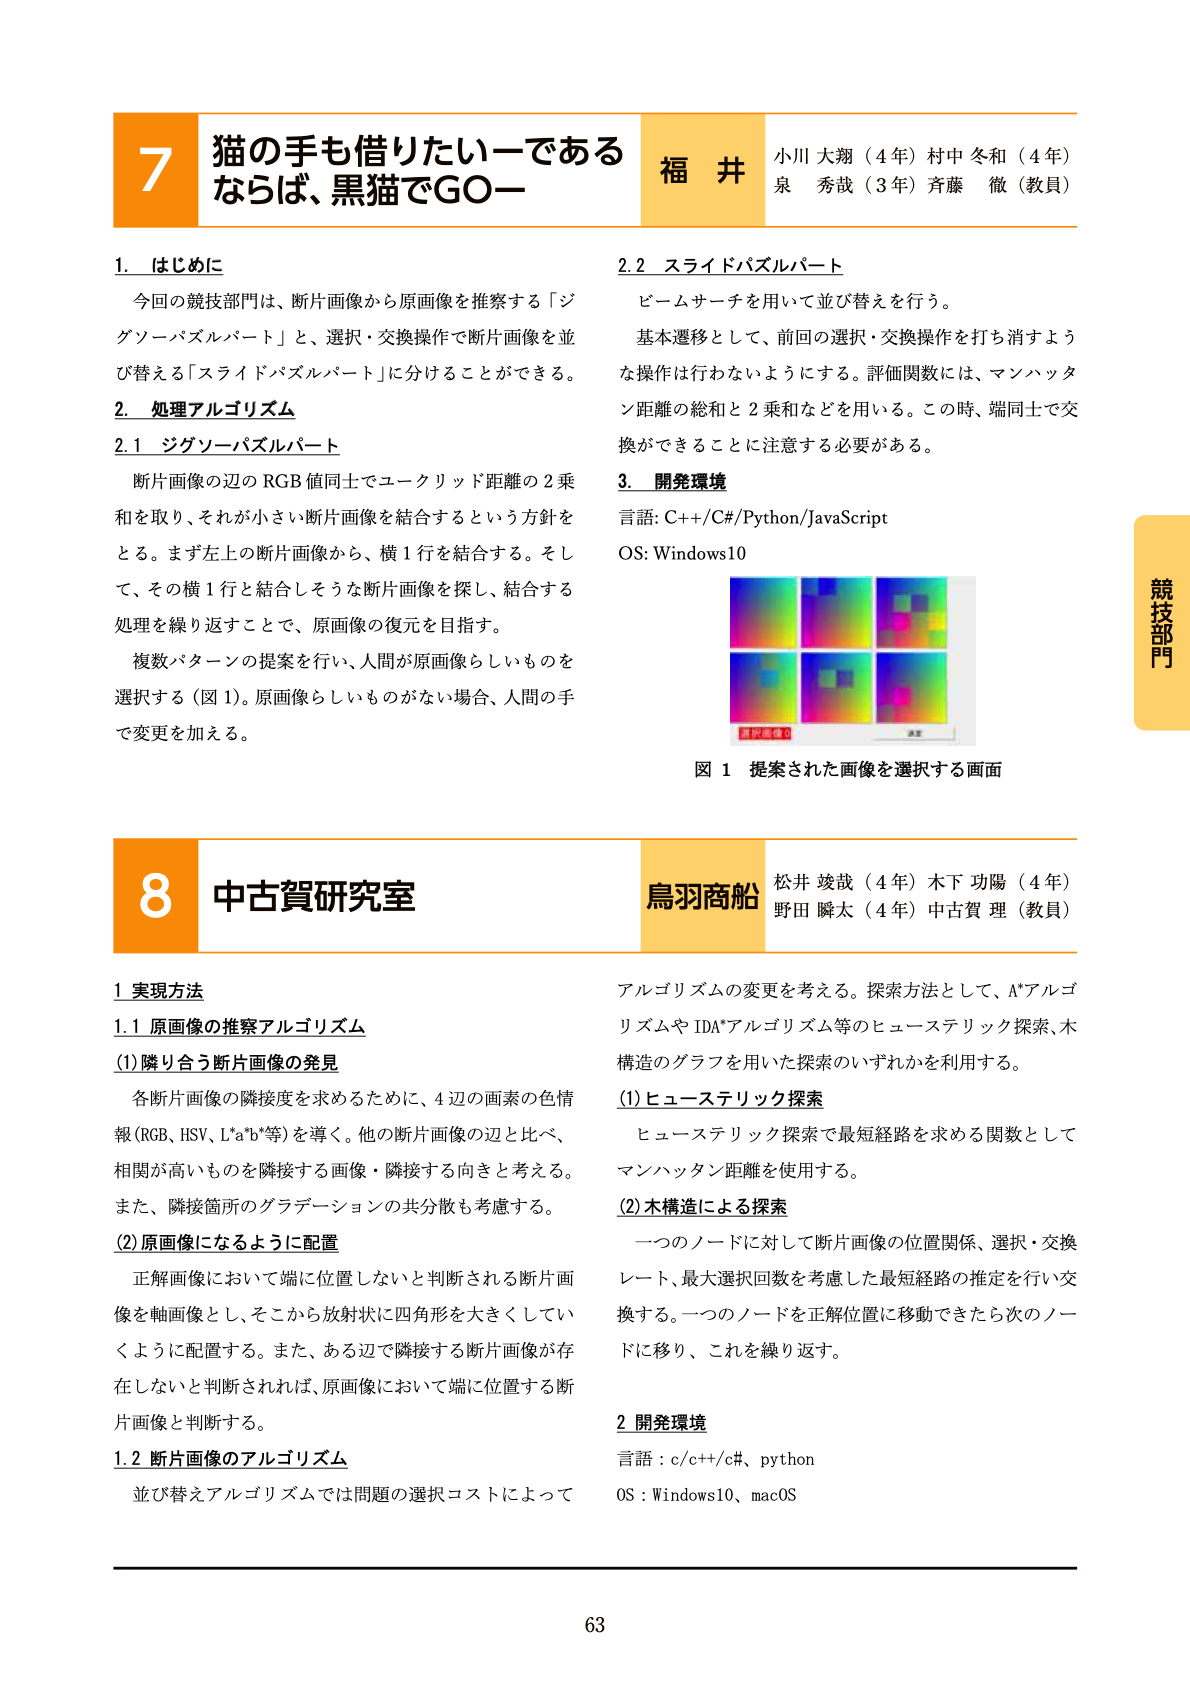 7
猫の手も借りたいーである
ならば、黒猫でGOー
福 井
小川 大翔（４年）村中 冬和（４年）
泉　秀哉（３年）斉藤　徹（教員）
1.　はじめに
今回の競技部門は、断片画像から原画像を推察する「ジ
グソーパズルパート」と、選択・交換操作で断片画像を並
び替える「スライドパズルパート」に分けることができる。
2.　処理アルゴリズム
2.1　ジグソーパズルパート
断片画像の辺の RGB 値同士でユークリッド距離の 2 乗
和を取り、それが小さい断片画像を結合するという方針を
とる。まず左上の断片画像から、横 1 行を結合する。そし
て、その横 1 行と結合しそうな断片画像を探し、結合する
処理を繰り返すことで、原画像の復元を目指す。
複数パターンの提案を行い、人間が原画像らしいものを
選択する（図 1）。原画像らしいものがない場合、人間の手
で変更を加える。
2.2　スライドパズルパート
ビームサーチを用いて並び替えを行う。
基本遷移として、前回の選択・交換操作を打ち消すよう
な操作は行わないようにする。評価関数には、マンハッタ
ン距離の総和と 2 乗和などを用いる。この時、端同士で交
換ができることに注意する必要がある。
3.　開発環境
言語: C++/C#/Python/JavaScript
OS: Windows10
選択画像0
決定
図 1　提案された画像を選択する画面
競技部門
8
中古賀研究室
鳥羽商船
松井 竣哉（４年）木下 功陽（４年）
野田 瞬太（４年）中古賀 理（教員）
1 実現方法
1.1 原画像の推察アルゴリズム
(1)隣り合う断片画像の発見
各断片画像の隣接度を求めるために、4 辺の画素の色情
報(RGB、HSV、L*a*b*等)を導く。他の断片画像の辺と比べ、
相関が高いものを隣接する画像・隣接する向きと考える。
また、隣接箇所のグラデーションの共分散も考慮する。
(2)原画像になるように配置
正解画像において端に位置しないと判断される断片画
像を軸画像とし、そこから放射状に四角形を大きくしてい
くように配置する。また、ある辺で隣接する断片画像が存
在しないと判断されれば、原画像において端に位置する断
片画像と判断する。
1.2 断片画像のアルゴリズム
並び替えアルゴリズムでは問題の選択コストによって
アルゴリズムの変更を考える。探索方法として、A*アルゴ
リズムや IDA*アルゴリズム等のヒューステリック探索、木
構造のグラフを用いた探索のいずれかを利用する。
(1)ヒューステリック探索
ヒューステリック探索で最短経路を求める関数として
マンハッタン距離を使用する。
(2)木構造による探索
一つのノードに対して断片画像の位置関係、選択・交換
レート、最大選択回数を考慮した最短経路の推定を行い交
換する。一つのノードを正解位置に移動できたら次のノー
ドに移り、これを繰り返す。
2 開発環境
言語：c/c++/c#、python
OS：Windows10、macOS
63